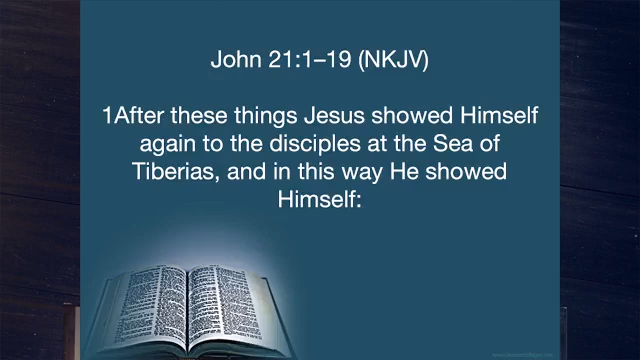 John 21:1–19 (NKJV)
1After these things Jesus showed Himself
again to the disciples at the Sea of
Tiberias, and in this way He showed
Himself: